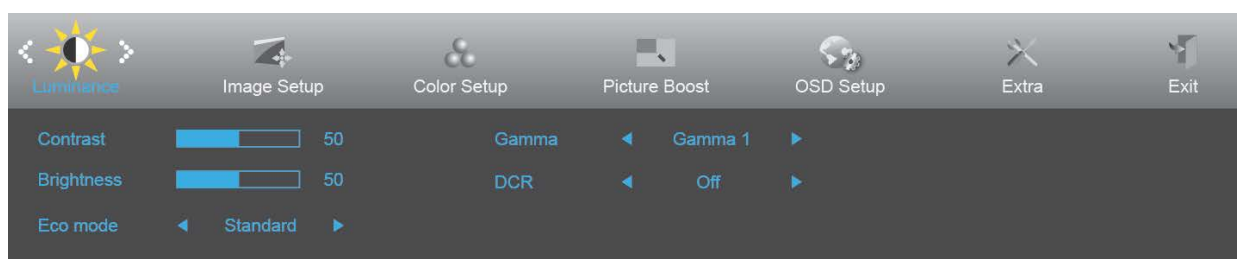 Luminance Image Setup Color Setup Picture Boost OSD Setup Extra Exit
Contrast 50 Gamma Gamma 1
Brightness 50 DCR Off
Eco mode Standard